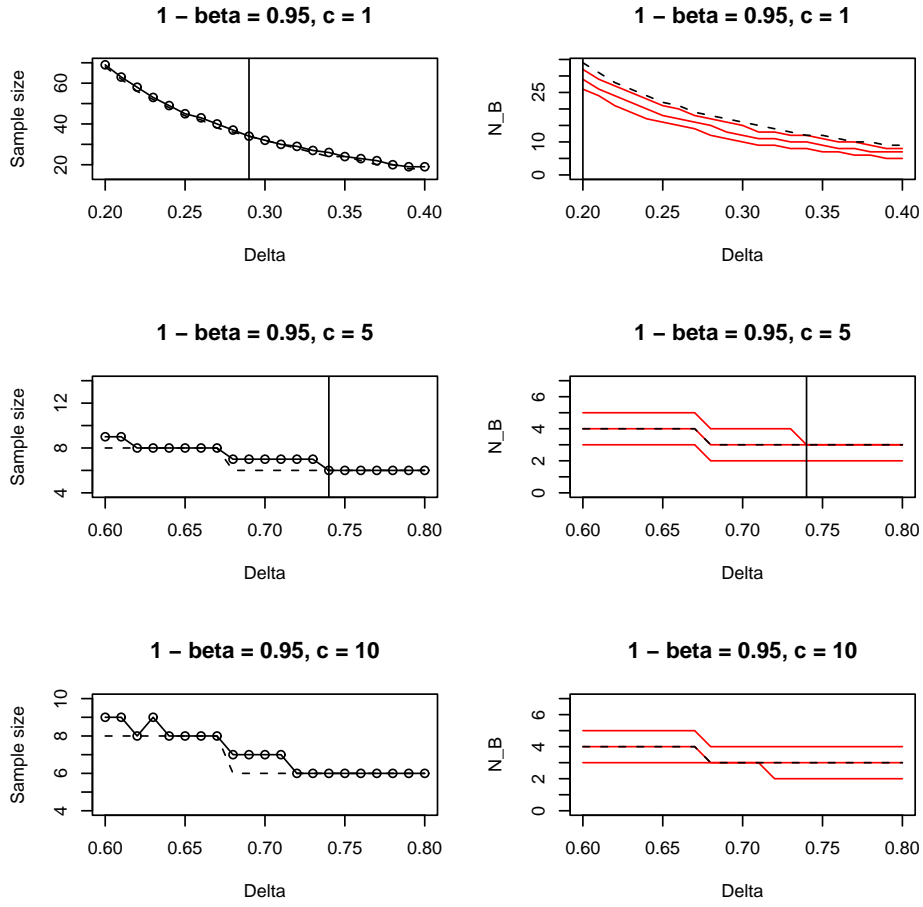 1 − beta = 0.95, c = 1
Sample size
20 40 60
0.20 0.25 0.30 0.35 0.40
Delta
1 − beta = 0.95, c = 1
N_B
0 10 25
0.20 0.25 0.30 0.35 0.40
Delta
1 − beta = 0.95, c = 5
Sample size
4 8 12
0.60 0.65 0.70 0.75 0.80
Delta
1 − beta = 0.95, c = 5
N_B
0 2 4 6
0.60 0.65 0.70 0.75 0.80
Delta
1 − beta = 0.95, c = 10
Sample size
4 6 8 10
0.60 0.65 0.70 0.75 0.80
Delta
1 − beta = 0.95, c = 10
N_B
0 2 4 6
0.60 0.65 0.70 0.75 0.80
Delta